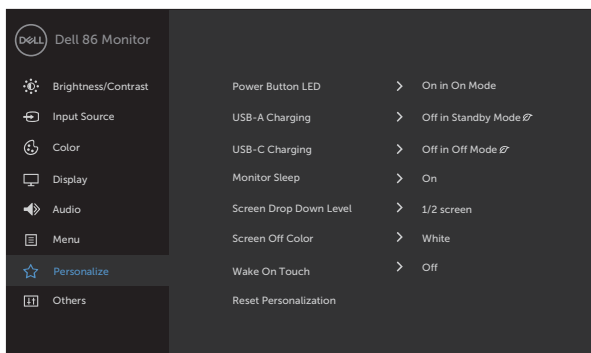 DELL Dell 86 Monitor
Brightness/Contrast
Input Source
Color
Display
Audio
Menu
Personalize
Others
Power Button LED > On in On Mode
USB-A Charging > Off in Standby Mode
USB-C Charging > Off in Off Mode
Monitor Sleep > On
Screen Drop Down Level > 1/2 screen
Screen Off Color > White
Wake On Touch > Off
Reset Personalization